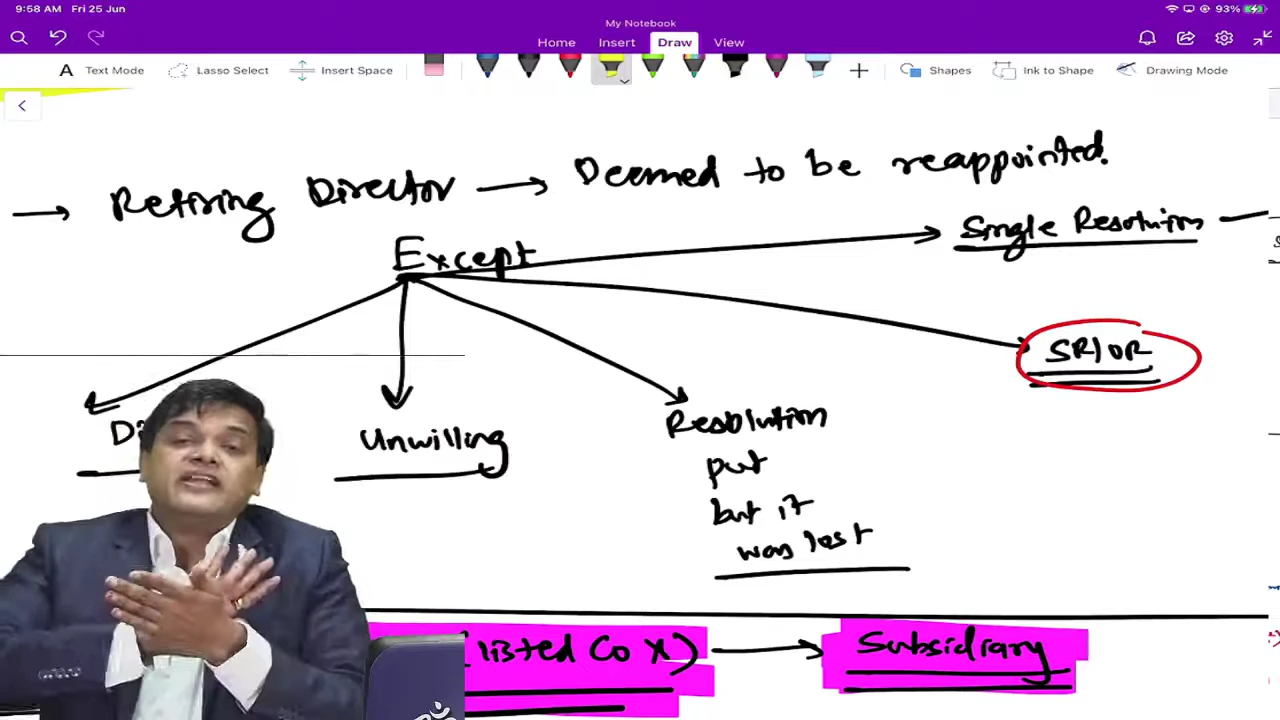 9:58 AM Fri 25 Jun
93%
My Notebook
Home Insert Draw View
A Text Mode Lasso Select Insert Space Shapes Ink to Shape Drawing Mode
→ Retiring Director → Deemed to be reappointed.
Except
Single Resolution
SR/OR
Unwilling
Resolution
put
but it
was lost
(listed Co X) → Subsidiary